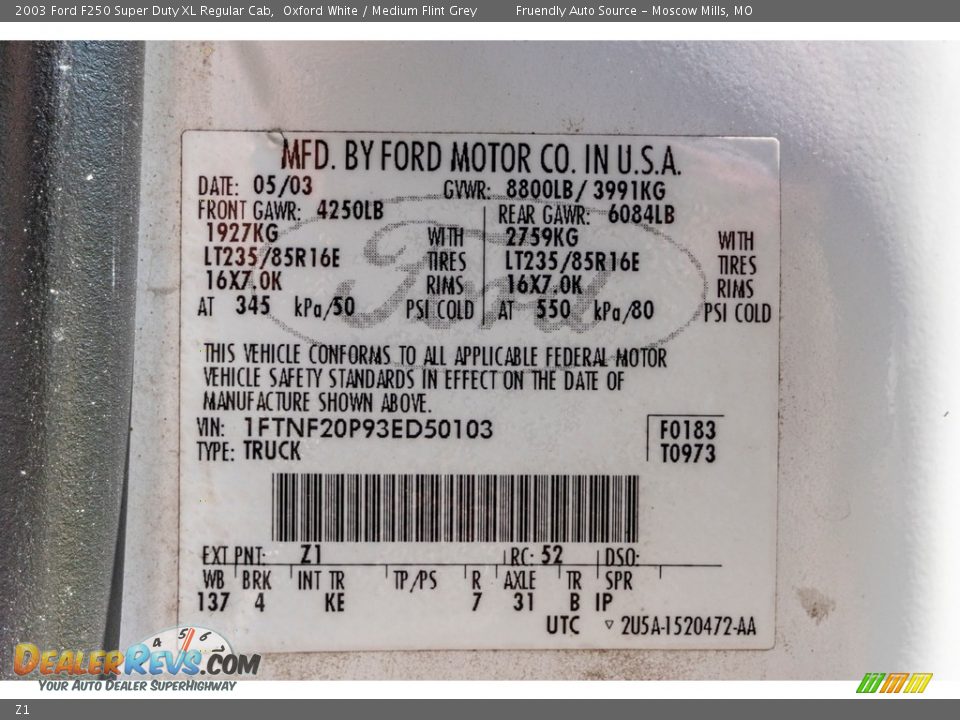 2003 Ford F250 Super Duty XL Regular Cab, Oxford White / Medium Flint Grey Fruendly Auto Source - Moscow Mills, MO
MFD. BY FORD MOTOR CO. IN U.S.A.
DATE: 05/03 GVWR: 8800LB/ 3991KG
FRONT GAWR: 4250LB REAR GAWR: 6084LB
1927KG WITH 2759KG WITH
LT235/85R16E TIRES LT235/85R16E TIRES
16X7.0K RIMS 16X7.0K RIMS
AT 345 kPa/50 PSI COLD AT 550 kPa/80 PSI COLD
Ford
THIS VEHICLE CONFORMS TO ALL APPLICABLE FEDERAL MOTOR
VEHICLE SAFETY STANDARDS IN EFFECT ON THE DATE OF
MANUFACTURE SHOWN ABOVE.
VIN: 1FTNF20P93ED50103 F0183
TYPE: TRUCK T0973
EXT PNT: Z1 RC: 52 DSO:
WB BRK INT TR TP/PS R AXLE TR SPR
137 4 KE 7 31 B IP
UTC ▽ 2U5A-1520472-AA
4 5 6
DEALERREVS.COM
YOUR AUTO DEALER SUPERHIGHWAY
Z1